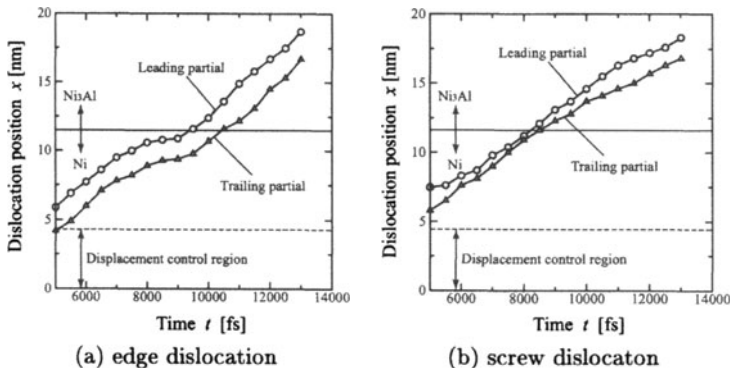 20
15
10
5
0
Dislocation position x [nm]
Ni3Al
Ni
Leading partial
Trailing partial
Displacement control region
6000 8000 10000 12000 14000
Time t [fs]
(a) edge dislocation
20
15
10
5
0
Dislocation position x [nm]
Ni3Al
Ni
Leading partial
Trailing partial
Displacement control region
6000 8000 10000 12000 14000
Time t [fs]
(b) screw dislocaton